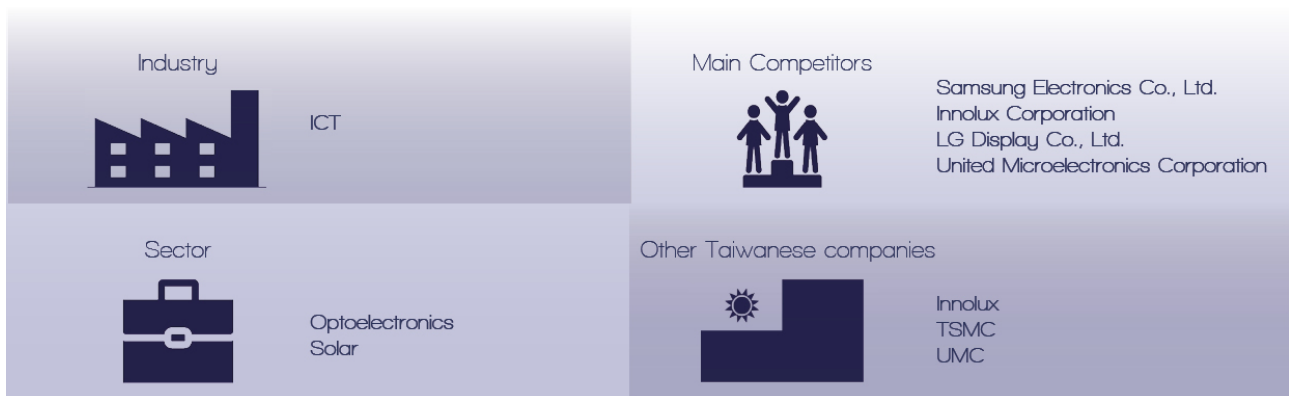 Industry
ICT
Main Competitors
Samsung Electronics Co., Ltd.
Innolux Corporation
LG Display Co., Ltd.
United Microelectronics Corporation
Sector
Optoelectronics
Solar
Other Taiwanese companies
Innolux
TSMC
UMC